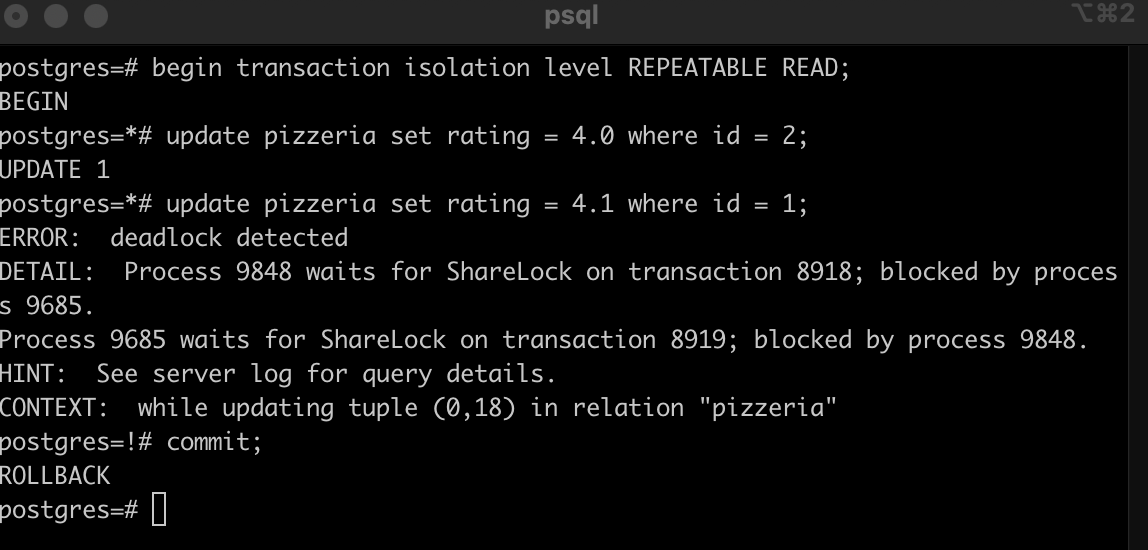 psql
⌥⌘2
postgres=# begin transaction isolation level REPEATABLE READ;
BEGIN
postgres=*# update pizzeria set rating = 4.0 where id = 2;
UPDATE 1
postgres=*# update pizzeria set rating = 4.1 where id = 1;
ERROR:  deadlock detected
DETAIL:  Process 9848 waits for ShareLock on transaction 8918; blocked by proces
s 9685.
Process 9685 waits for ShareLock on transaction 8919; blocked by process 9848.
HINT:  See server log for query details.
CONTEXT:  while updating tuple (0,18) in relation "pizzeria"
postgres=!# commit;
ROLLBACK
postgres=#